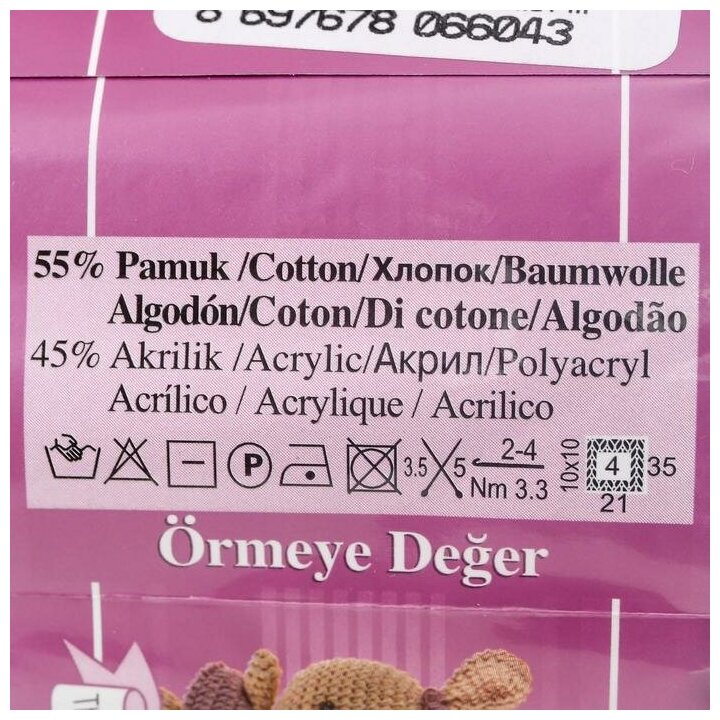 8 697678 066043
55% Pamuk /Cotton/Хлопок/Baumwolle
Algodón/Coton/Di cotone/Algodão
45% Akrilik /Acrylic/Акрил/Polyacryl
Acrílico / Acrylique / Acrilico
P 3.5 5 2-4 Nm 3.3 10x10 4 35
21
Örmeye Değer